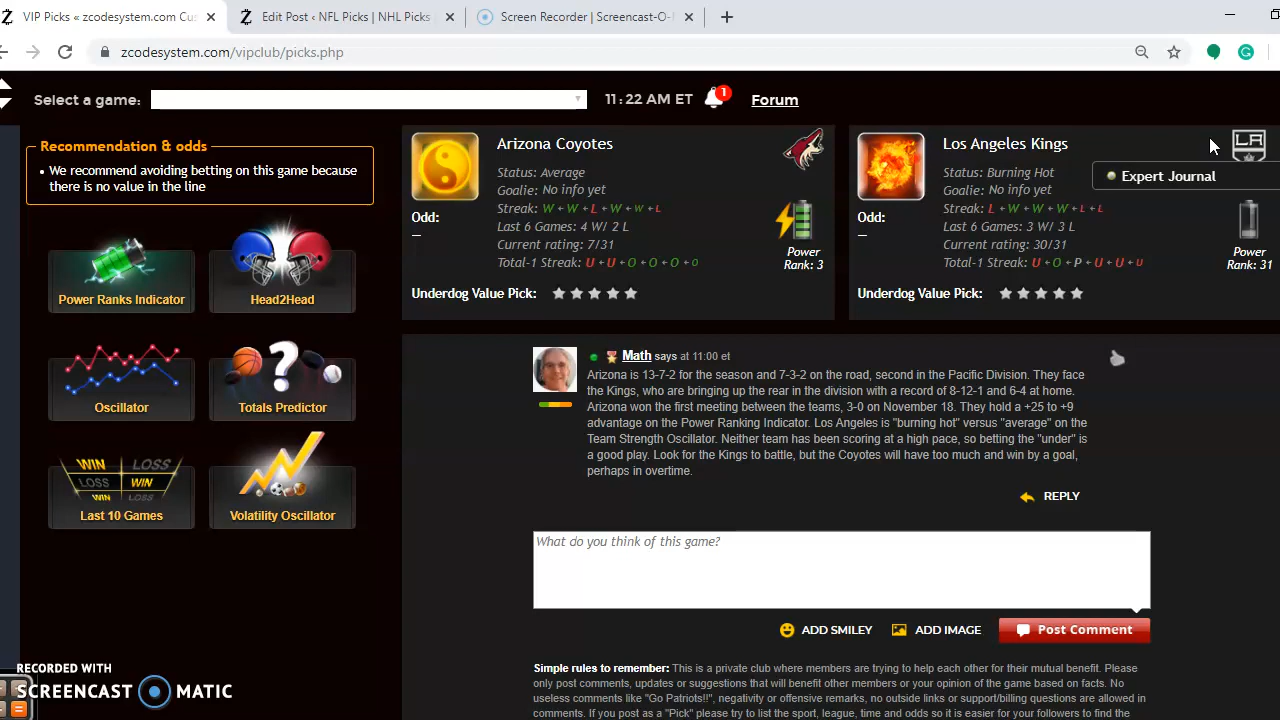 VIP Picks « zcodesystem.com Cus
Edit Post ‹ NFL Picks | NHL Picks
Screen Recorder | Screencast-O-
zcodesystem.com/vipclub/picks.php
Select a game:
11:22 AM ET
1
Forum
Recommendation & odds
We recommend avoiding betting on this game because
there is no value in the line
Power Ranks Indicator
Head2Head
Oscillator
Totals Predictor
WIN LOSS
LOSS WIN
WIN LOSS
Last 10 Games
Volatility Oscillator
Arizona Coyotes
Status: Average
Goalie: No info yet
Odd:
—
Streak: W - W - L - W - W - L
Last 6 Games: 4 W/ 2 L
Current rating: 7/31
Total-1 Streak: U - U - O - O - O - O
Power
Rank: 3
Underdog Value Pick:
Los Angeles Kings
LA
Status: Burning Hot
Expert Journal
Goalie: No info yet
Odd:
—
Streak: L - W - W - W - L - L
Last 6 Games: 3 W/ 3 L
Current rating: 30/31
Total-1 Streak: U - O - P - U - U - U
Power
Rank: 31
Underdog Value Pick:
Math says at 11:00 et
Arizona is 13-7-2 for the season and 7-3-2 on the road, second in the Pacific Division. They face
the Kings, who are bringing up the rear in the division with a record of 8-12-1 and 6-4 at home.
Arizona won the first meeting between the teams, 3-0 on November 18. They hold a +25 to +9
advantage on the Power Ranking Indicator. Los Angeles is "burning hot" versus "average" on the
Team Strength Oscillator. Neither team has been scoring at a high pace, so betting the "under" is
a good play. Look for the Kings to battle, but the Coyotes will have too much and win by a goal,
perhaps in overtime.
REPLY
What do you think of this game?
ADD SMILEY
ADD IMAGE
Post Comment
Simple rules to remember: This is a private club where members are trying to help each other for their mutual benefit. Please
only post comments, updates or suggestions that will benefit other members or your opinion of the game based on facts. No
useless comments like "Go Patriots!!", negativity or offensive remarks, no outside links or support/billing questions are allowed in
comments. If you post as a "Pick" please try to list the sport, league, time and odds so it is easier for your followers to find the
RECORDED WITH
SCREENCAST MATIC